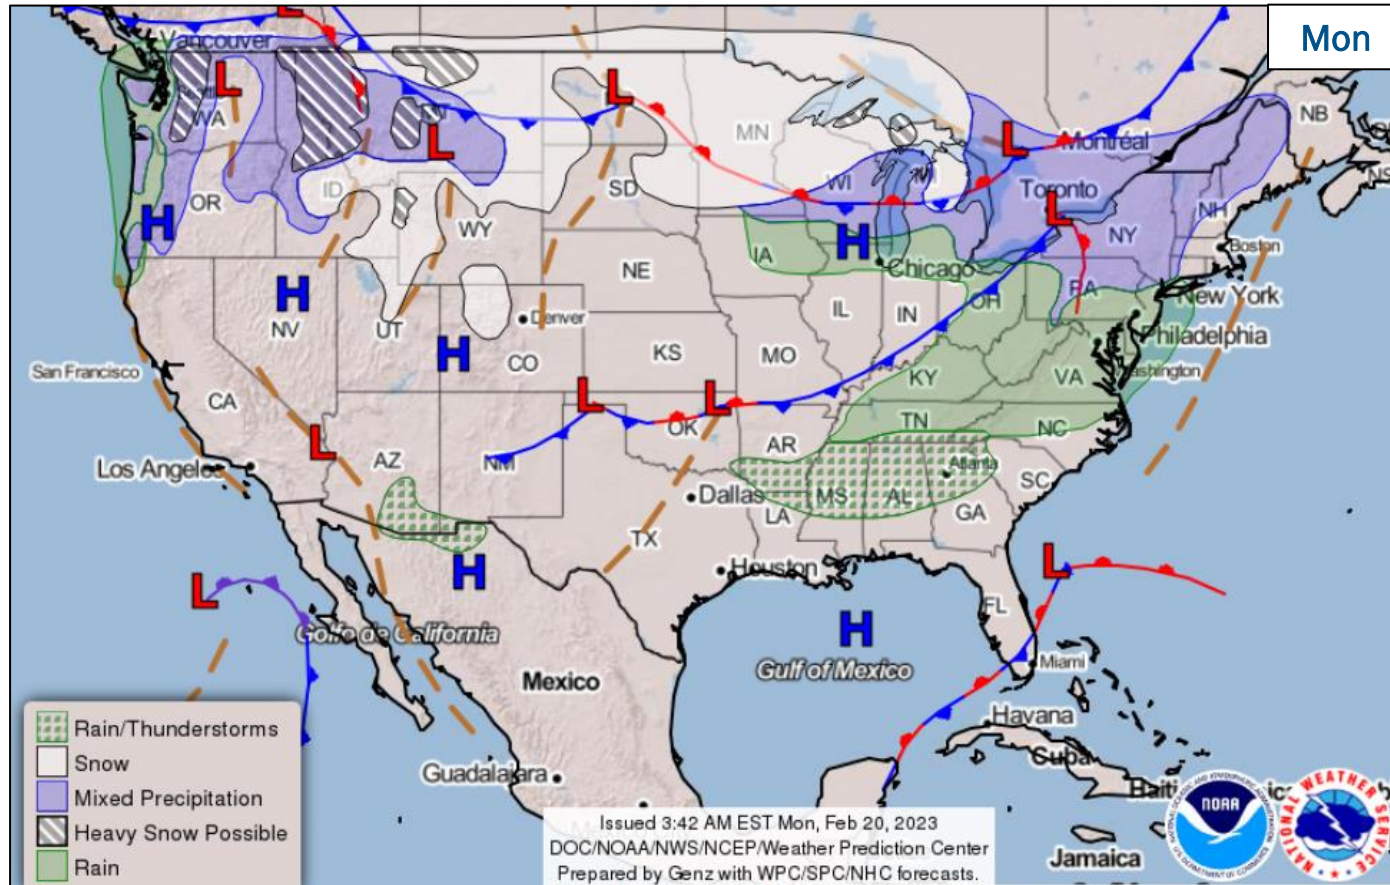 Mon
Vancouver
WA
MN
Montréal
NB
NS
OR
ID
SD
WI
MI
Toronto
NH
NY
WY
Boston
IA
Chicago
NE
PA
New York
OH
NV
UT
Denver
IL
IN
Philadelphia
CO
KS
MO
San Francisco
KY
VA
Washington
CA
TN
NC
OK
AR
AZ
NM
Atlanta
Los Angeles
SC
Dallas
MS
AL
LA
GA
TX
Houston
FL
Golfo de California
Gulf of Mexico
Miami
Mexico
Havana
Cuba
Guadalajara
Haiti
Jamaica
L
L
L
L
L
L
L
L
L
L
L
L
H
H
H
H
H
H
Rain/Thunderstorms
Snow
Mixed Precipitation
Heavy Snow Possible
Rain
Issued 3:42 AM EST Mon, Feb 20, 2023
DOC/NOAA/NWS/NCEP/Weather Prediction Center
Prepared by Genz with WPC/SPC/NHC forecasts.
NOAA
NATIONAL WEATHER SERVICE